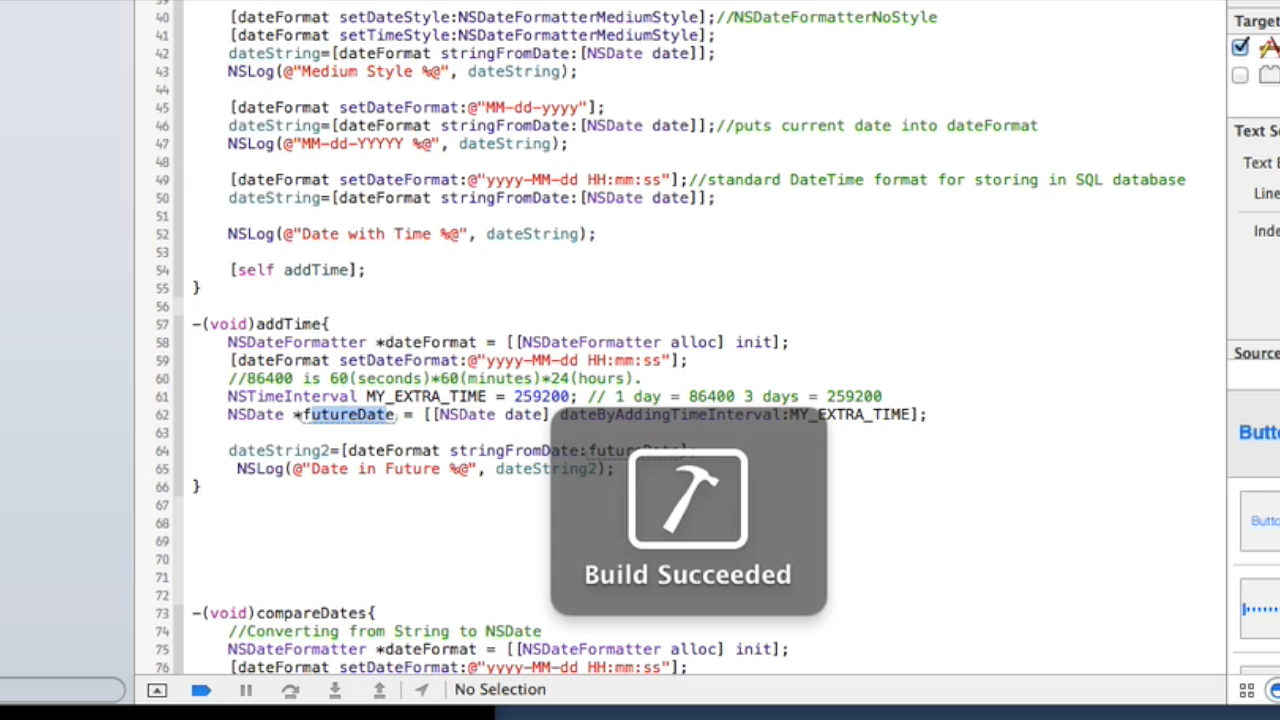 40 [dateFormat setDateStyle:NSDateFormatterMediumStyle];//NSDateFormatterNoStyle
41 [dateFormat setTimeStyle:NSDateFormatterMediumStyle];
42 dateString=[dateFormat stringFromDate:[NSDate date]];
43 NSLog(@"Medium Style %@", dateString);
44
45 [dateFormat setDateFormat:@"MM-dd-yyyy"];
46 dateString=[dateFormat stringFromDate:[NSDate date]];//puts current date into dateFormat
47 NSLog(@"MM-dd-YYYYY %@", dateString);
48
49 [dateFormat setDateFormat:@"yyyy-MM-dd HH:mm:ss"];//standard DateTime format for storing in SQL database
50 dateString=[dateFormat stringFromDate:[NSDate date]];
51
52 NSLog(@"Date with Time %@", dateString);
53
54 [self addTime];
55 }
56
57 -(void)addTime{
58 NSDateFormatter *dateFormat = [[NSDateFormatter alloc] init];
59 [dateFormat setDateFormat:@"yyyy-MM-dd HH:mm:ss"];
60 //86400 is 60(seconds)*60(minutes)*24(hours).
61 NSTimeInterval MY_EXTRA_TIME = 259200; // 1 day = 86400 3 days = 259200
62 NSDate *futureDate = [[NSDate date] dateByAddingTimeInterval:MY_EXTRA_TIME];
63
64 dateString2=[dateFormat stringFromDate:futureDate];
65 NSLog(@"Date in Future %@", dateString2);
66 }
67
68
69
70
71
72
73 -(void)compareDates{
74 //Converting from String to NSDate
75 NSDateFormatter *dateFormat = [[NSDateFormatter alloc] init];
76 [dateFormat setDateFormat:@"yyyy-MM-dd HH:mm:ss"];
Build Succeeded
No Selection
Target
Text Se
Text E
Line
Inde
Source
Butto
Butto